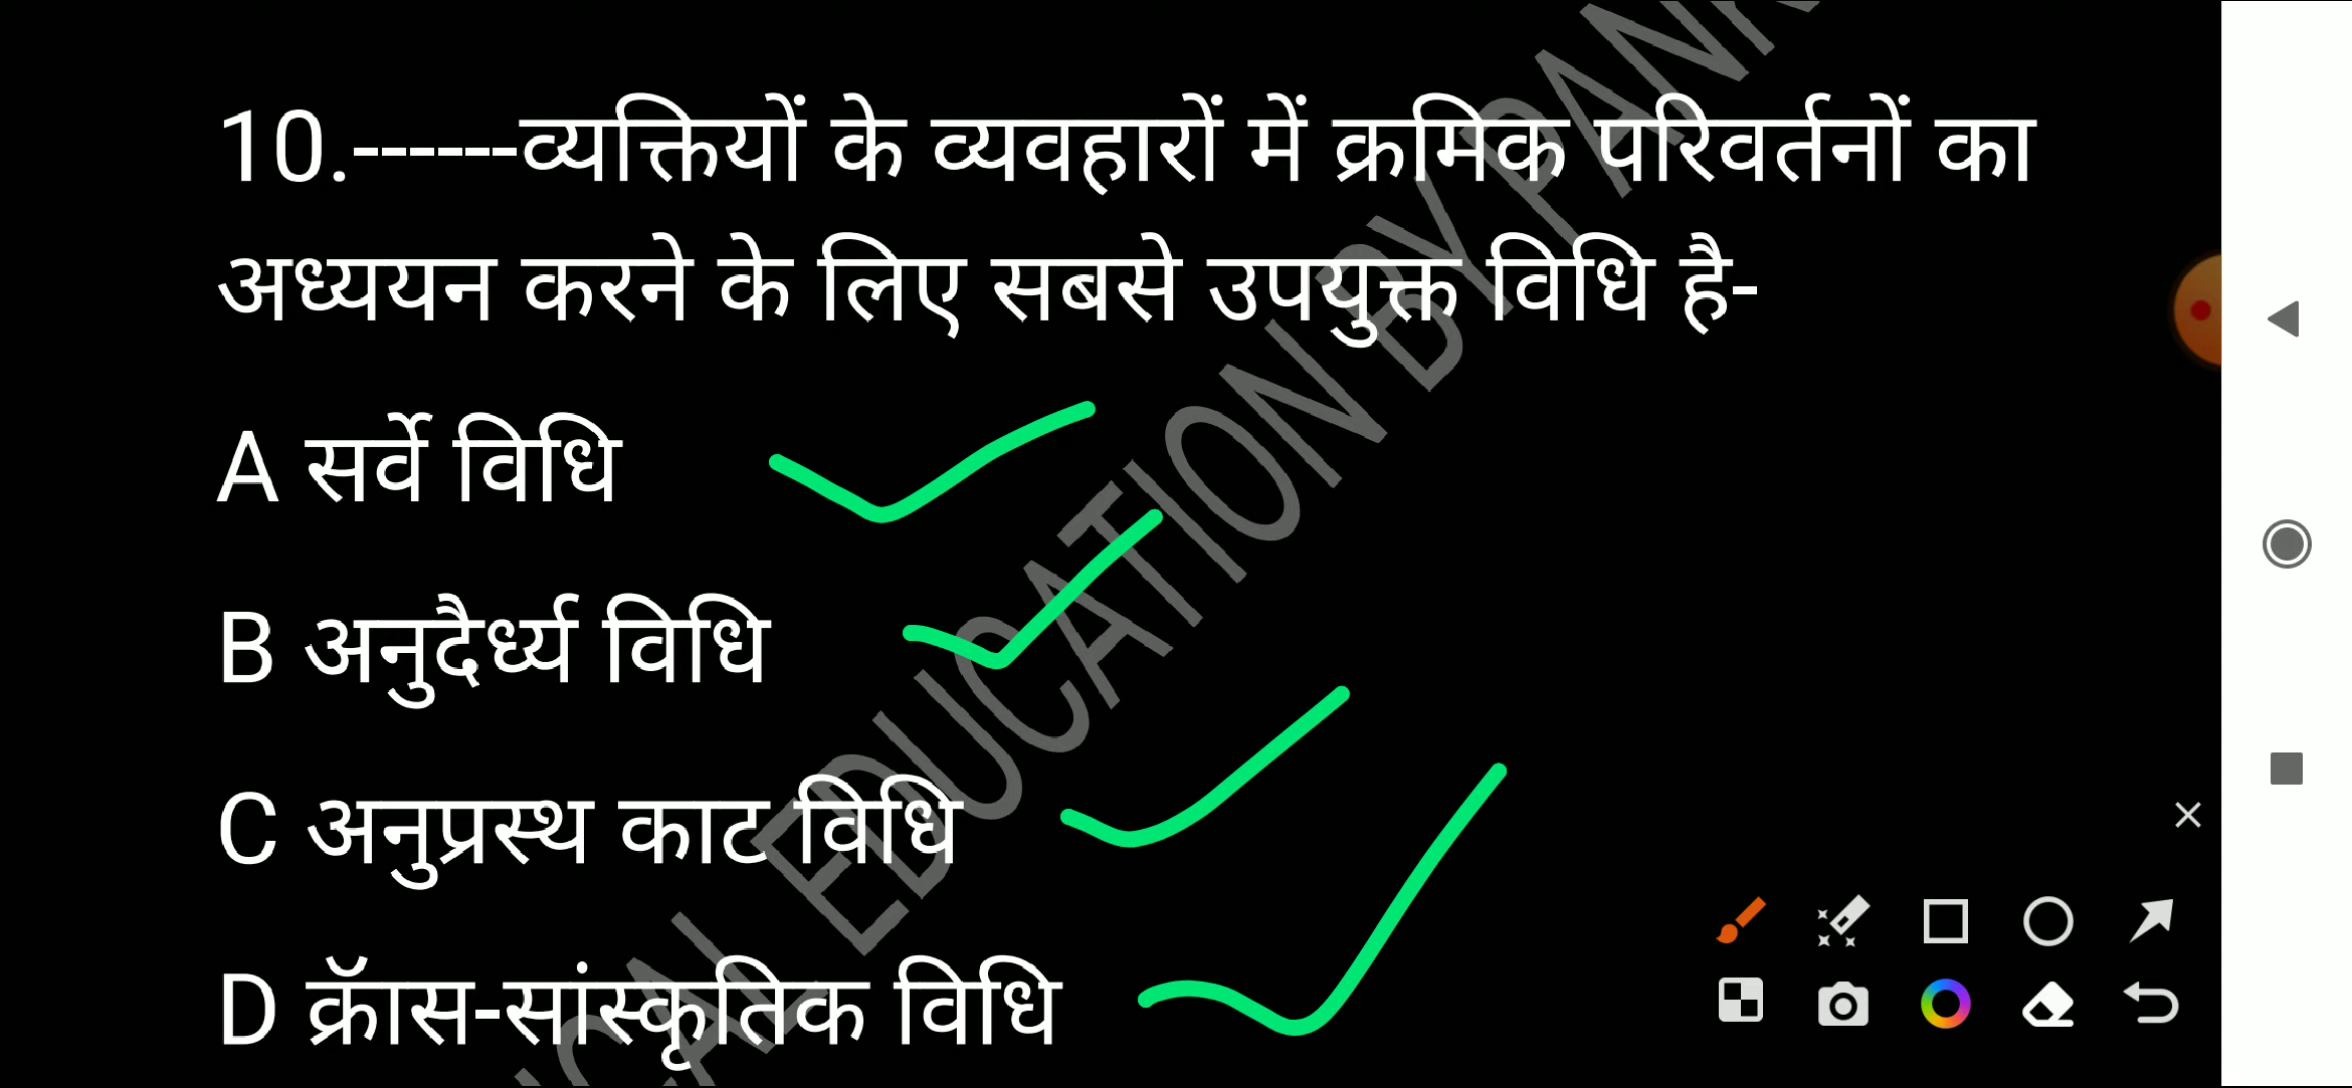 10.------व्यक्तियों के व्यवहारों में क्रमिक परिवर्तनों का
अध्ययन करने के लिए सबसे उपयुक्त विधि है-
A सर्वे विधि
B अनुदैर्ध्य विधि
C अनुप्रस्थ काट विधि
D क्रॅास-सांस्कृतिक विधि
EDUCATION BY